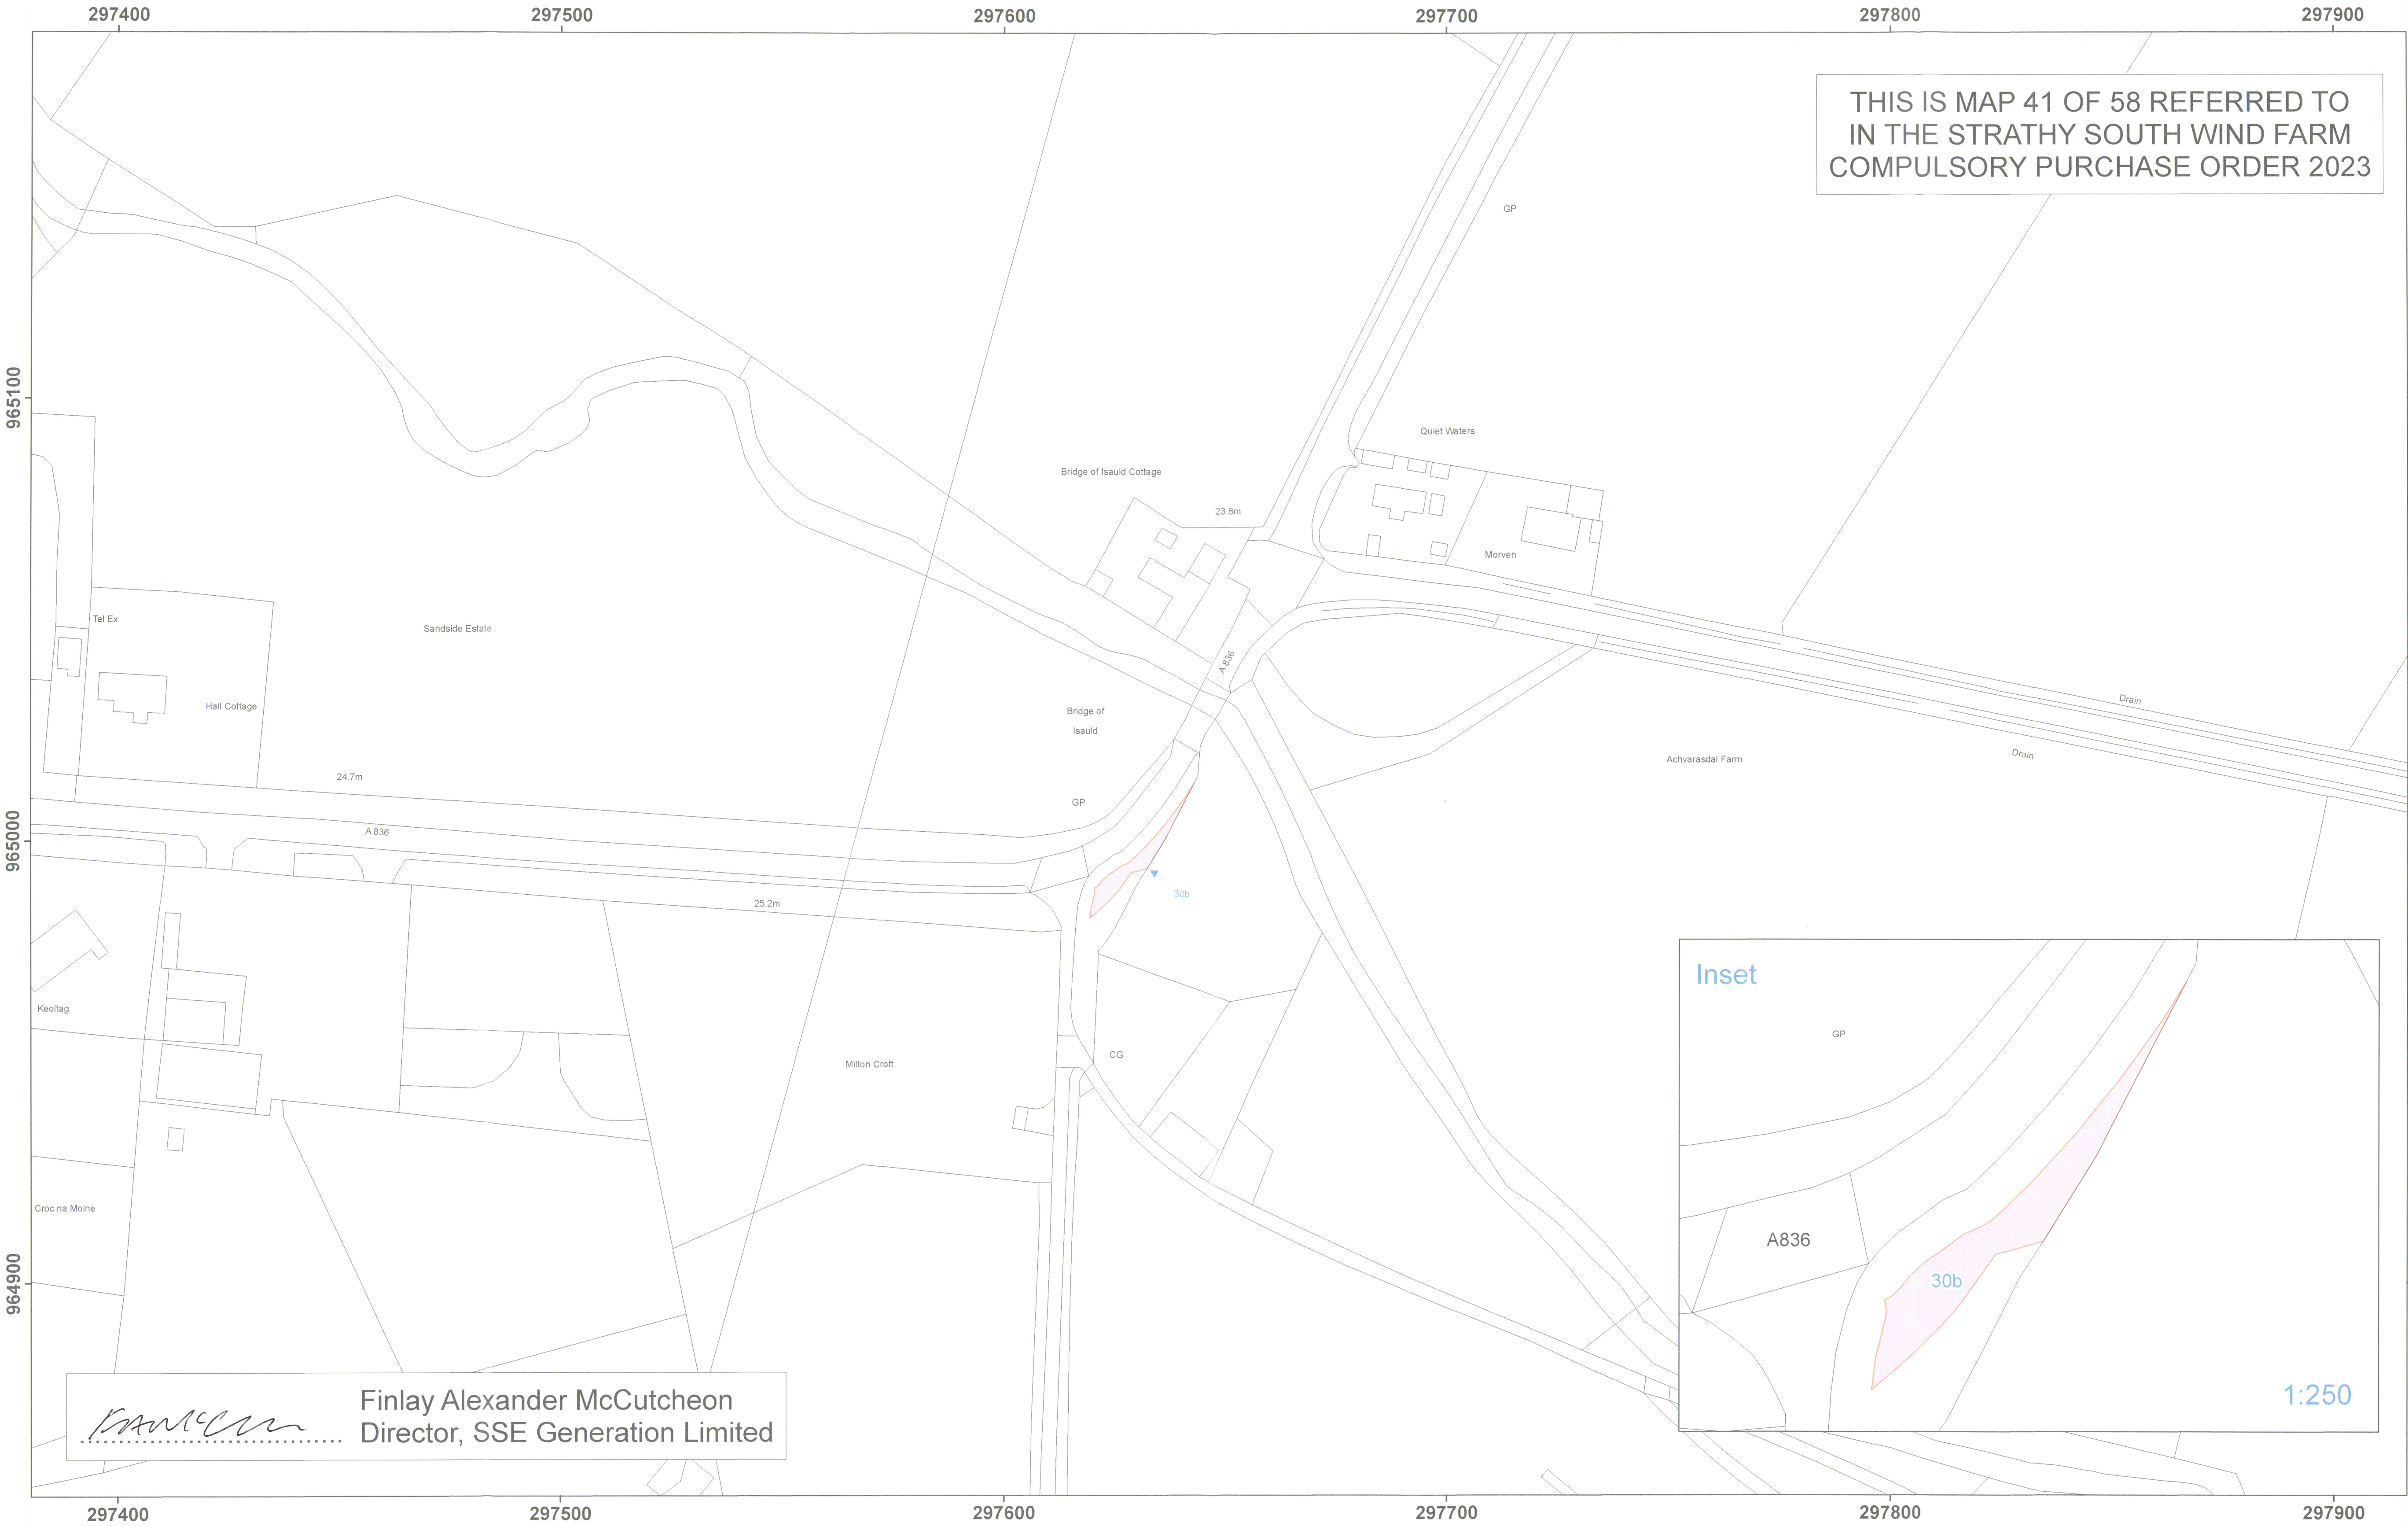 297400 297500 297600 297700 297800 297900
THIS IS MAP 41 OF 58 REFERRED TO
IN THE STRATHY SOUTH WIND FARM
COMPULSORY PURCHASE ORDER 2023
GP
965100
Quiet Waters
Bridge of Isauld Cottage
23.8m
Morven
Tel Ex
Sandside Estate
A 836
Hall Cottage
Bridge of
Isauld
Drain
Drain
Achvarasdal Farm
24.7m
GP
965000
A 836
30b
25.2m
Inset
Keoltag
GP
CG
Milton Croft
Croc na Moine
A836
30b
964900
1:250
Finlay Alexander McCutcheon
Director, SSE Generation Limited
297400 297500 297600 297700 297800 297900